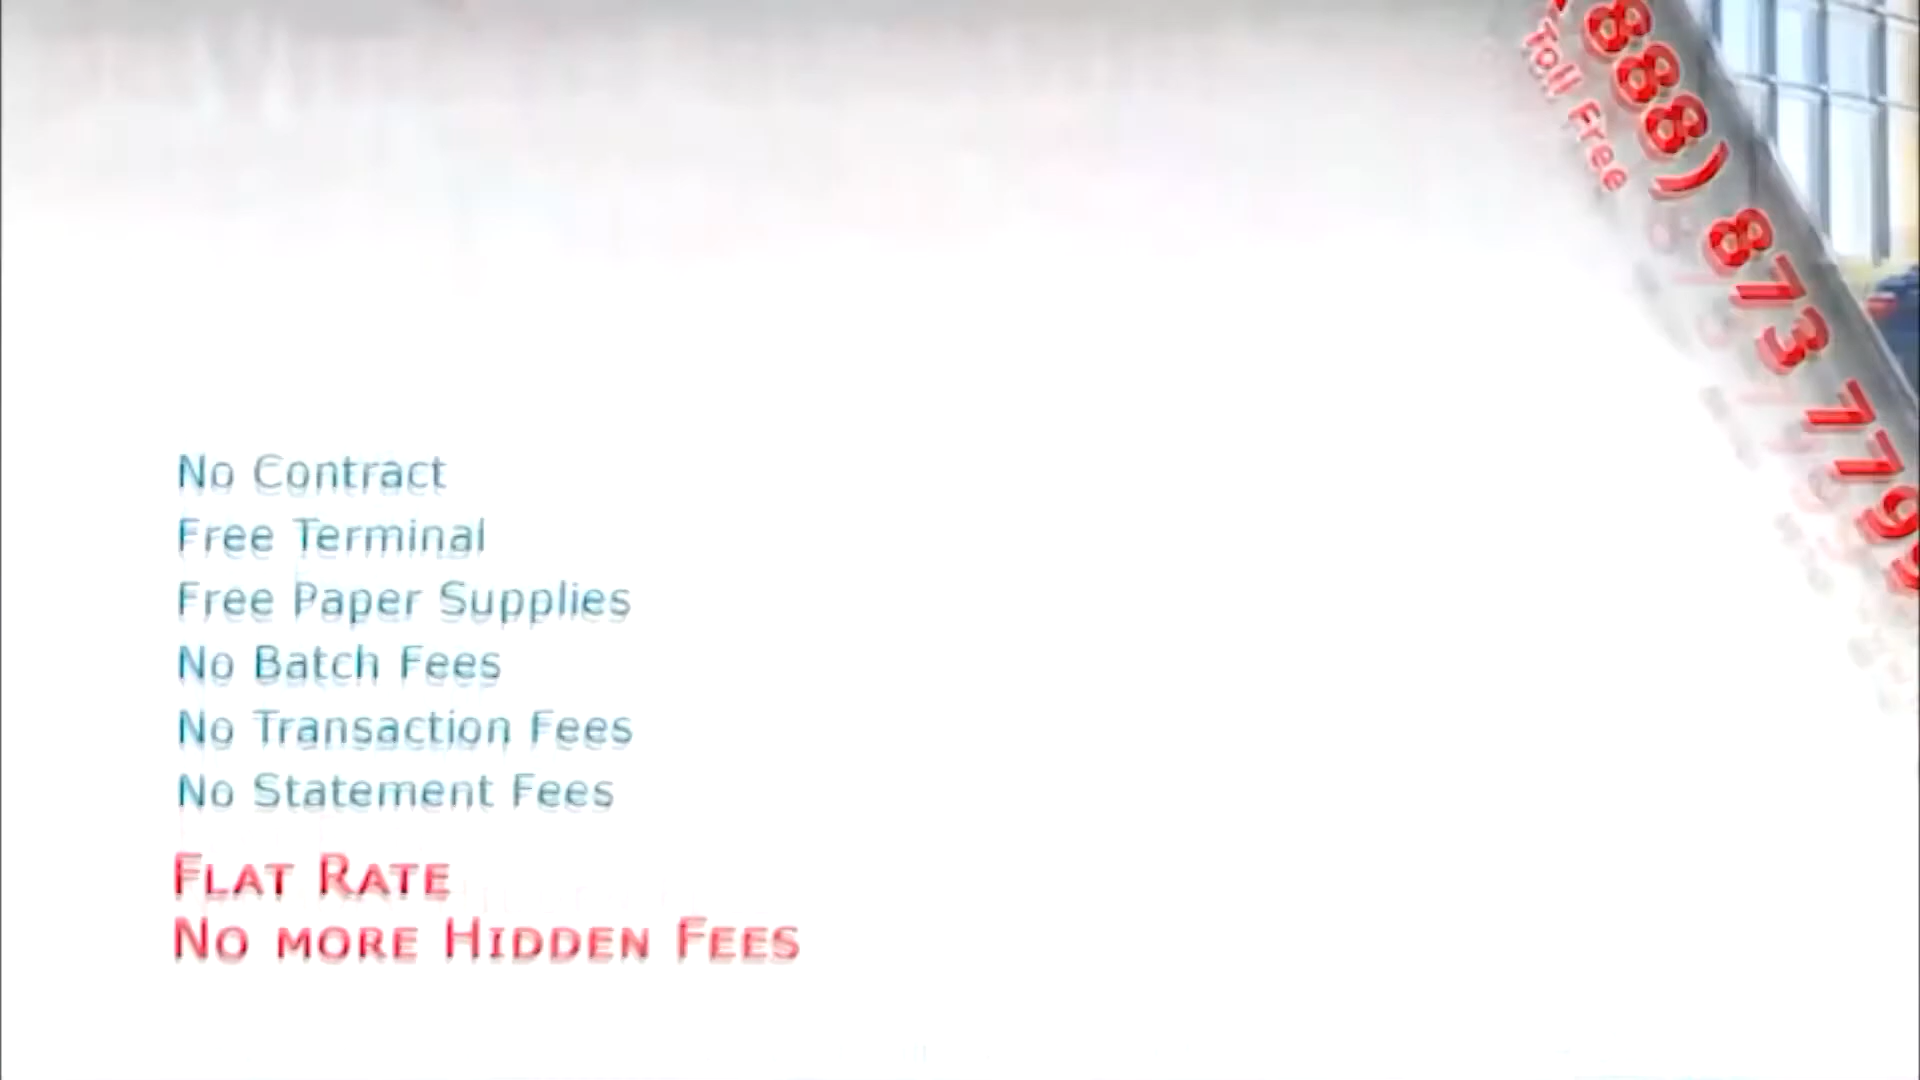 888) 873 779
Toll Free
No Contract
Free Terminal
Free Paper Supplies
No Batch Fees
No Transaction Fees
No Statement Fees
FLAT RATE
NO MORE HIDDEN FEES